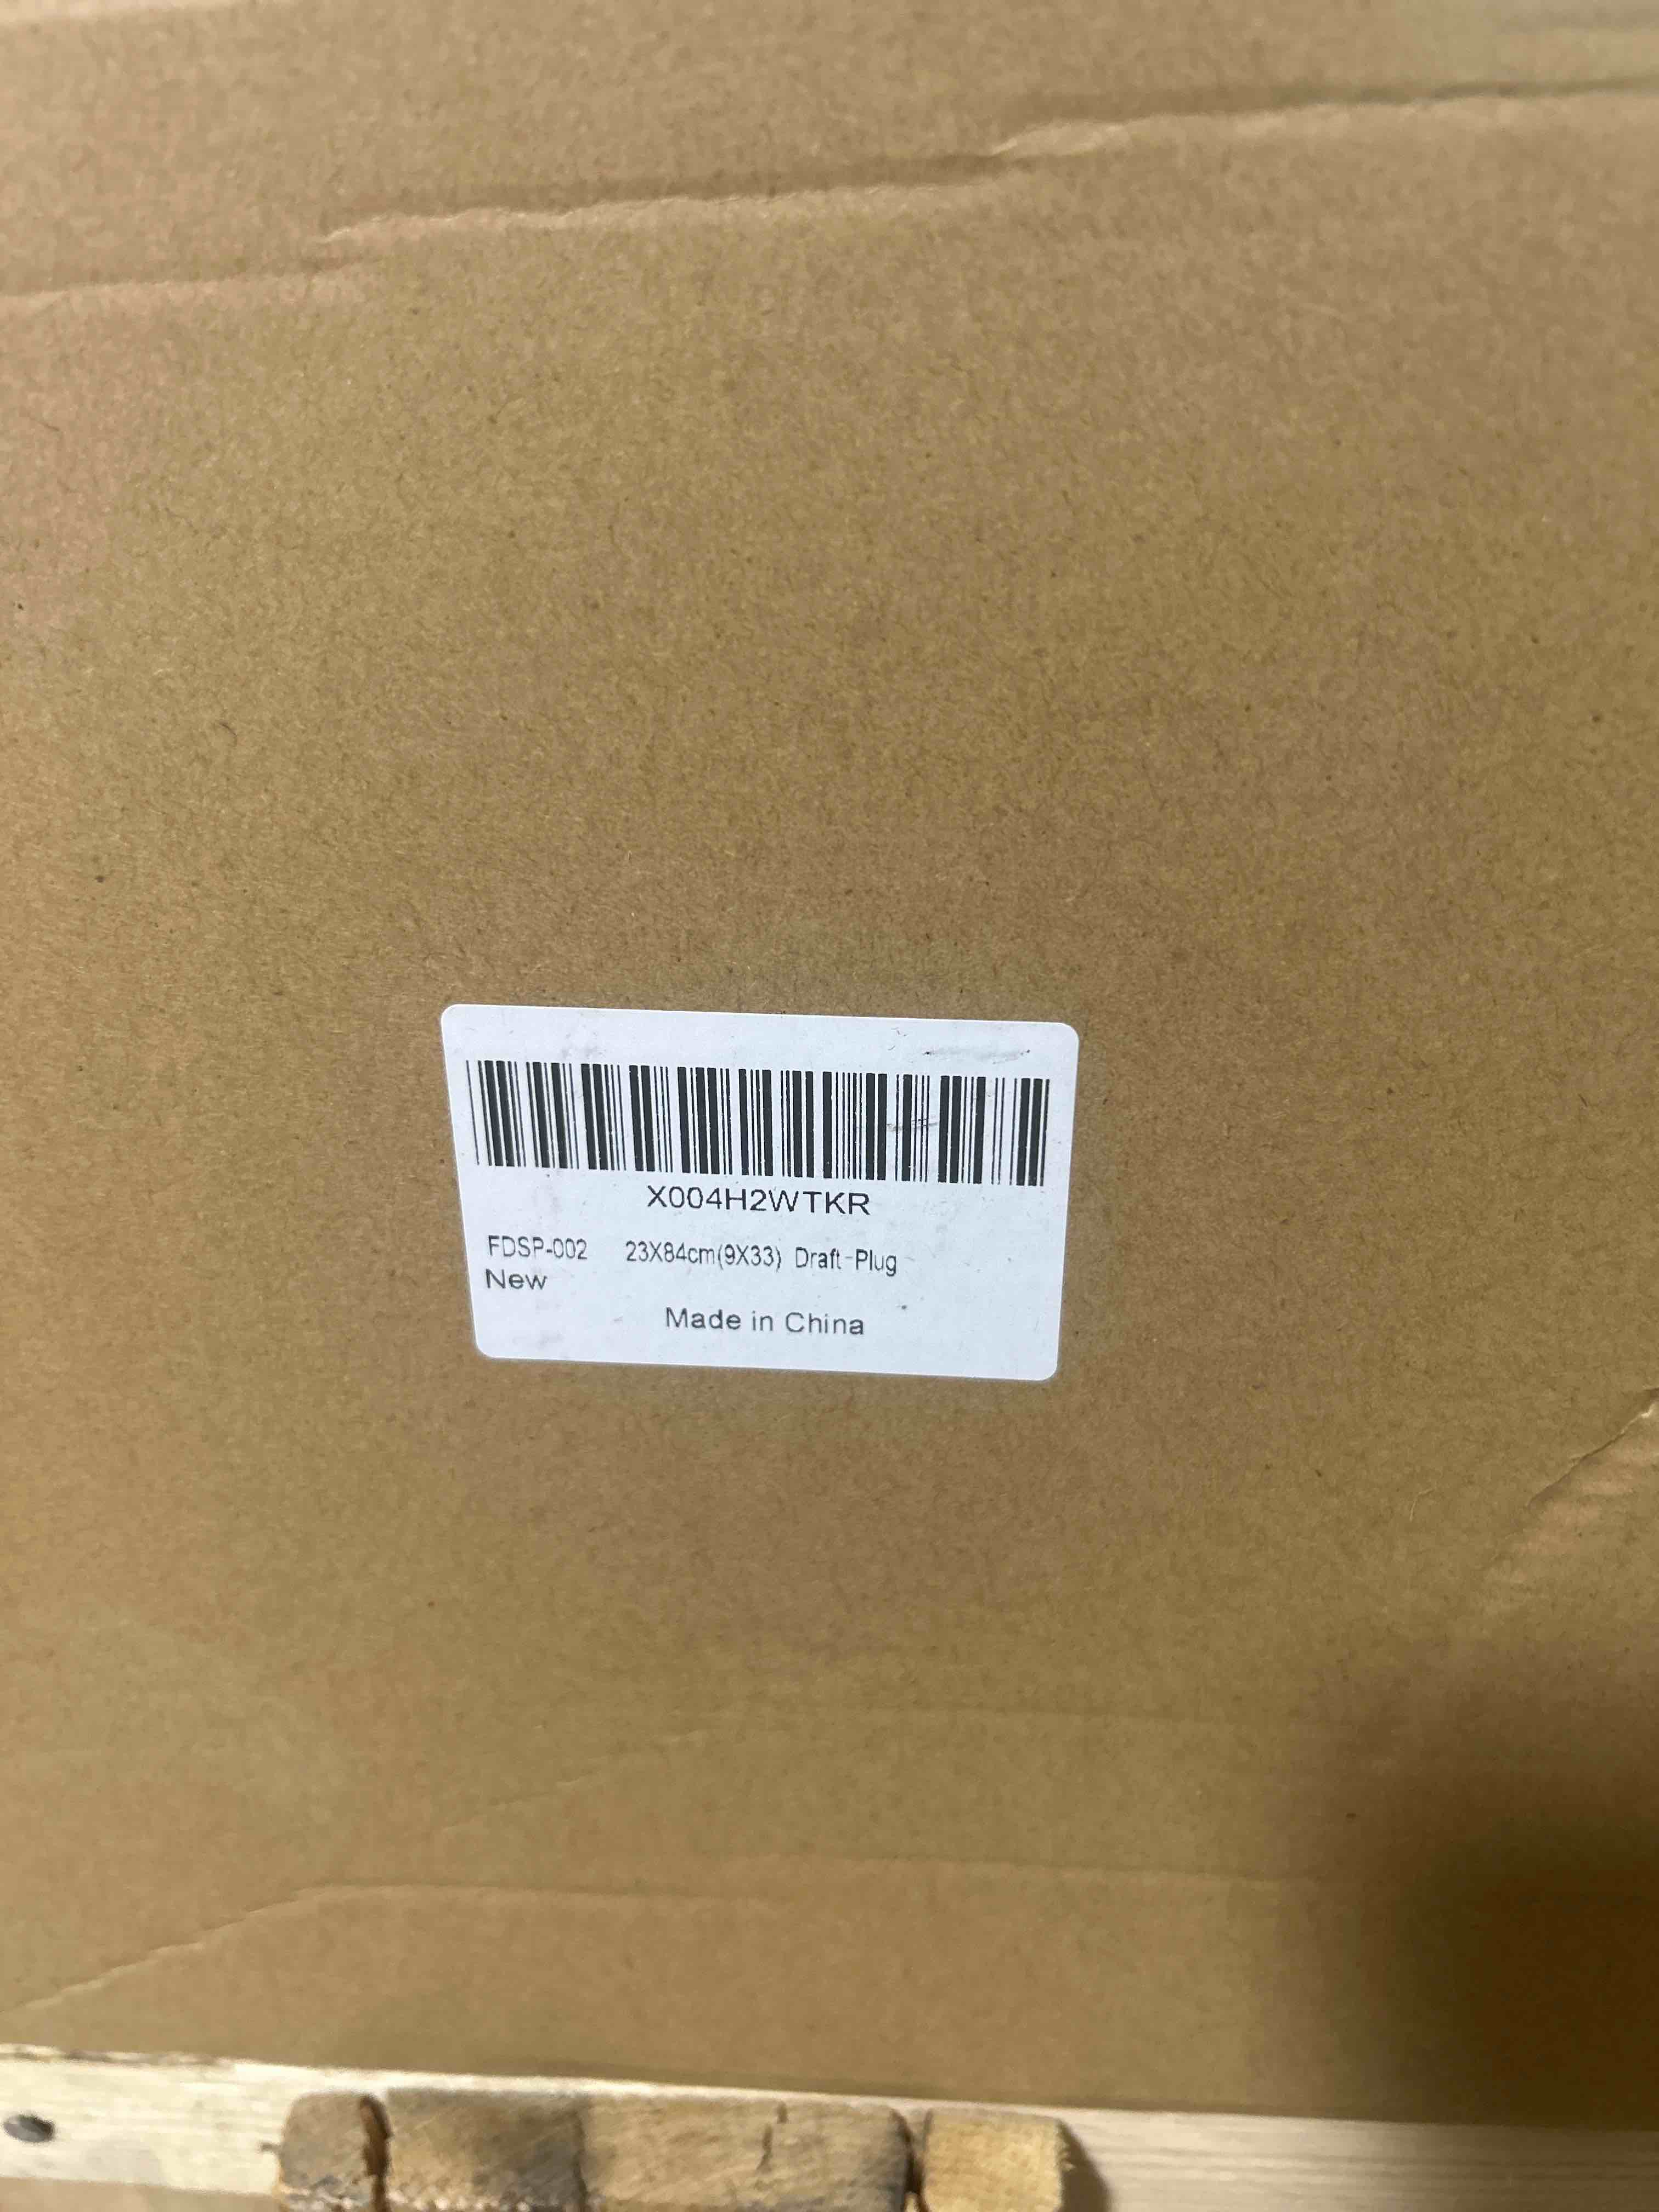 X004H2WTKR
FDSP-002 23X84cm(9X33) Draft-Plug
New
Made in China